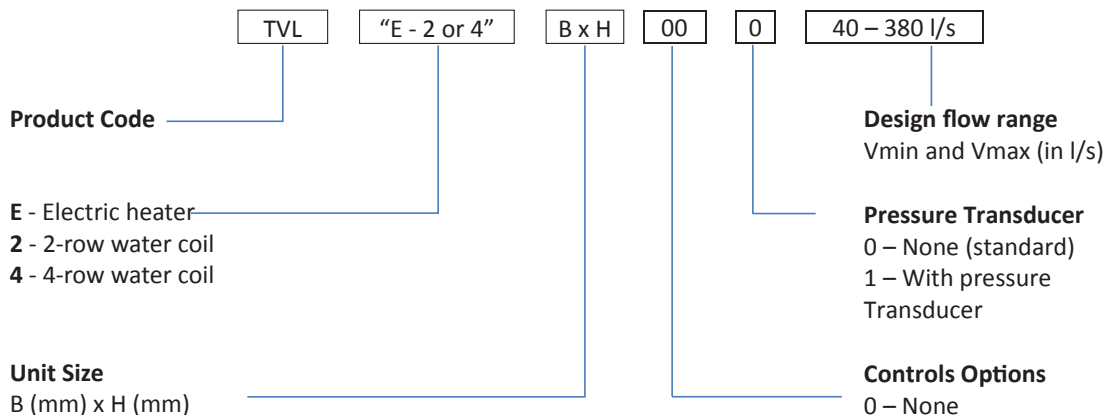 TVL “E - 2 or 4” B x H 00 0 40 – 380 l/s
Product Code
E - Electric heater
2 - 2-row water coil
4 - 4-row water coil
Unit Size
B (mm) x H (mm)
Design flow range
Vmin and Vmax (in l/s)
Pressure Transducer
0 – None (standard)
1 – With pressure
Transducer
Controls Options
0 – None